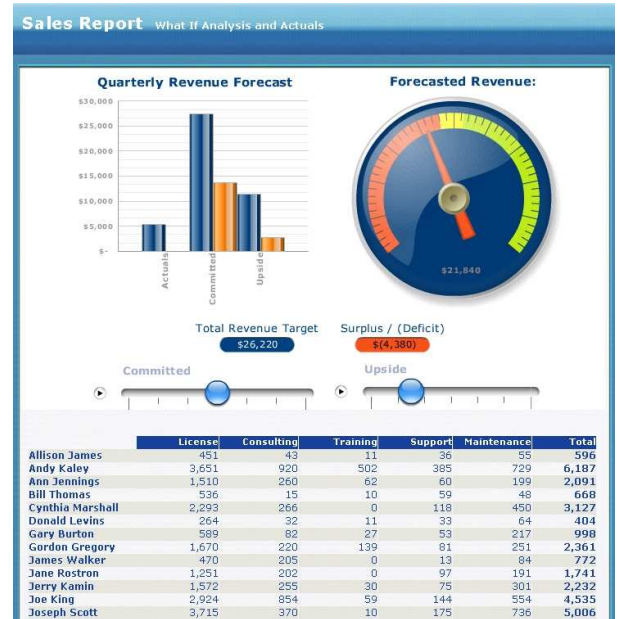 Sales Report What If Analysis and Actuals
Quarterly Revenue Forecast
$30,000
$25,000
$20,000
$15,000
$10,000
$5,000
$-
Actuals
Committed
Upside
Forecasted Revenue:
$21,840
Total Revenue Target Surplus / (Deficit)
$26,220 $(4,380)
Committed Upside
License Consulting Training Support Maintenance Total
Allison James 451 43 11 36 55 596
Andy Kaley 3,651 920 502 385 729 6,187
Ann Jennings 1,510 260 62 60 199 2,091
Bill Thomas 536 15 10 59 48 668
Cynthia Marshall 2,293 266 0 118 450 3,127
Donald Levins 264 32 11 33 64 404
Gary Burton 589 82 27 53 217 998
Gordon Gregory 1,670 220 139 81 251 2,361
James Walker 470 205 0 13 84 772
Jane Rostron 1,251 202 0 97 191 1,741
Jerry Kamin 1,572 255 30 75 301 2,232
Joe King 2,924 854 59 144 554 4,535
Joseph Scott 3,715 370 10 175 736 5,006